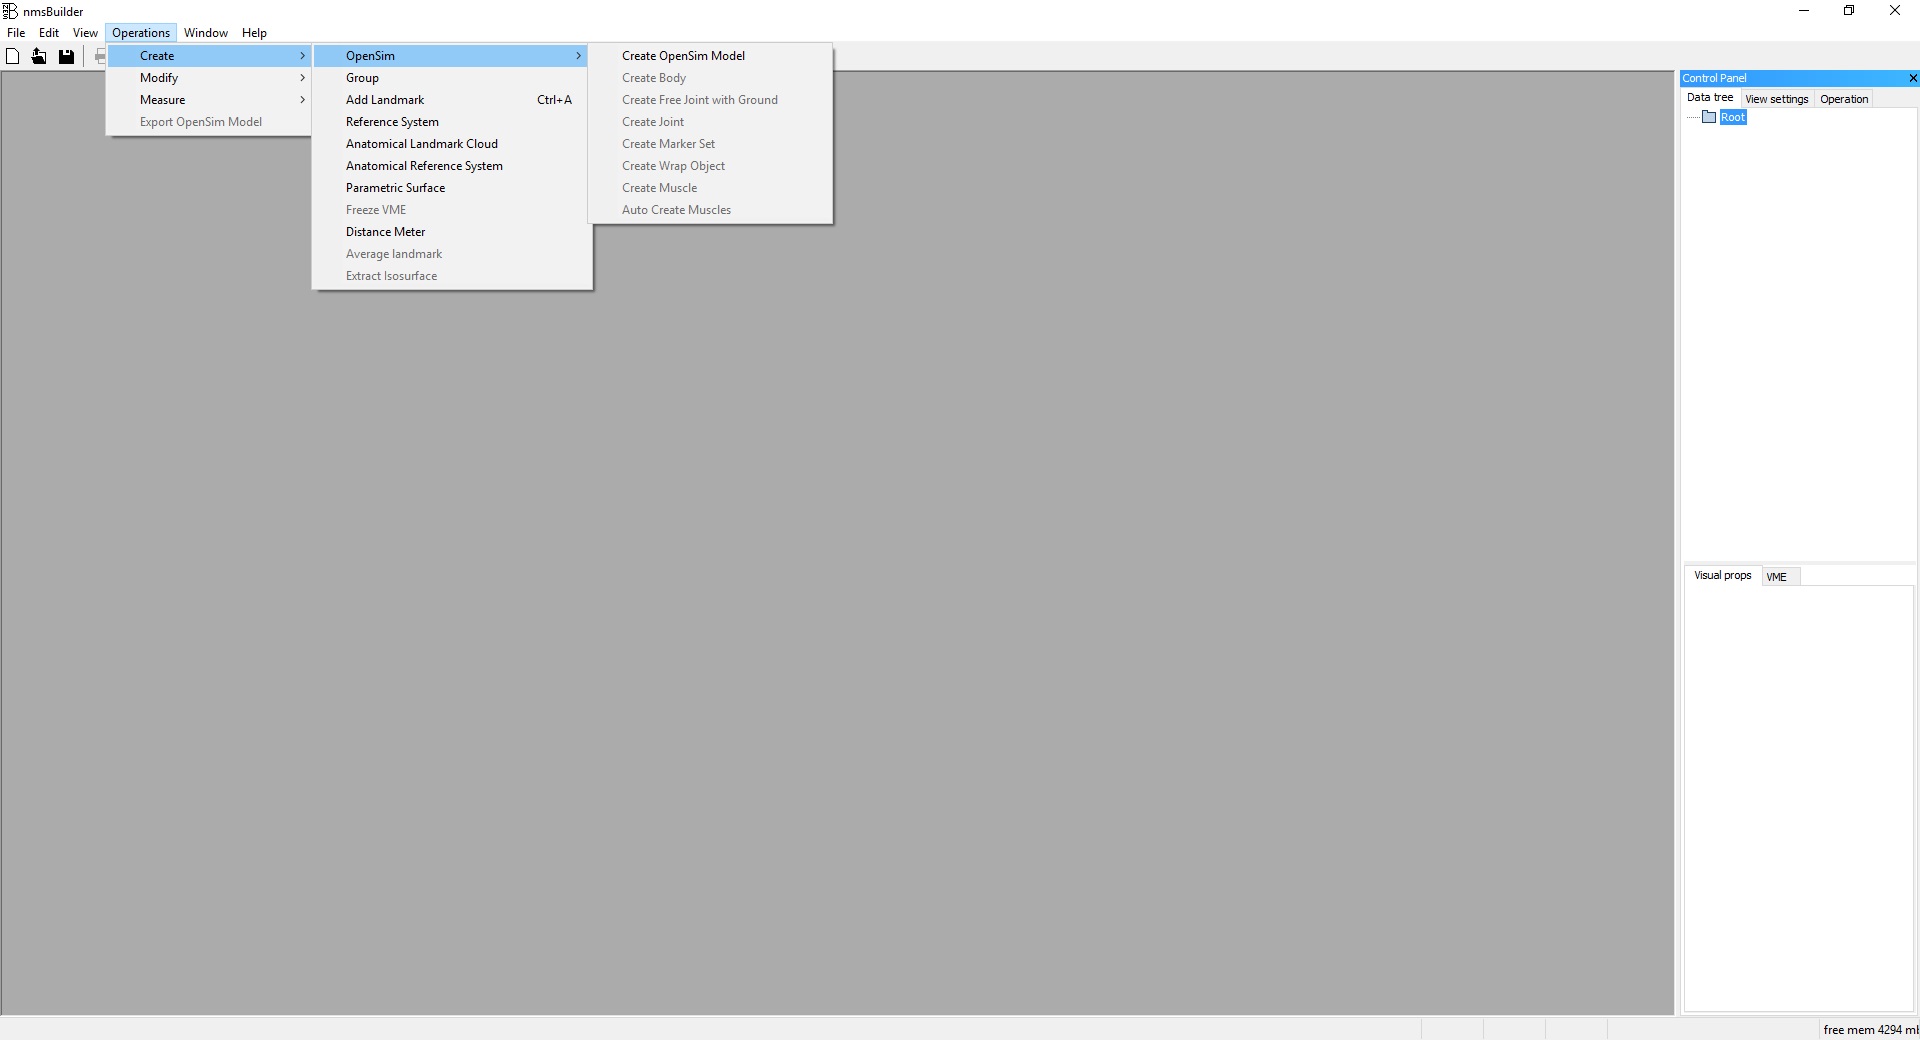 nmsBuilder
File Edit View Operations Window Help
Create
Modify
Measure
Export OpenSim Model
OpenSim
Group
Add Landmark Ctrl+A
Reference System
Anatomical Landmark Cloud
Anatomical Reference System
Parametric Surface
Freeze VME
Distance Meter
Average landmark
Extract Isosurface
Create OpenSim Model
Create Body
Create Free Joint with Ground
Create Joint
Create Marker Set
Create Wrap Object
Create Muscle
Auto Create Muscles
Control Panel
Data tree View settings Operation
Root
Visual props VME
free mem 4294 mb